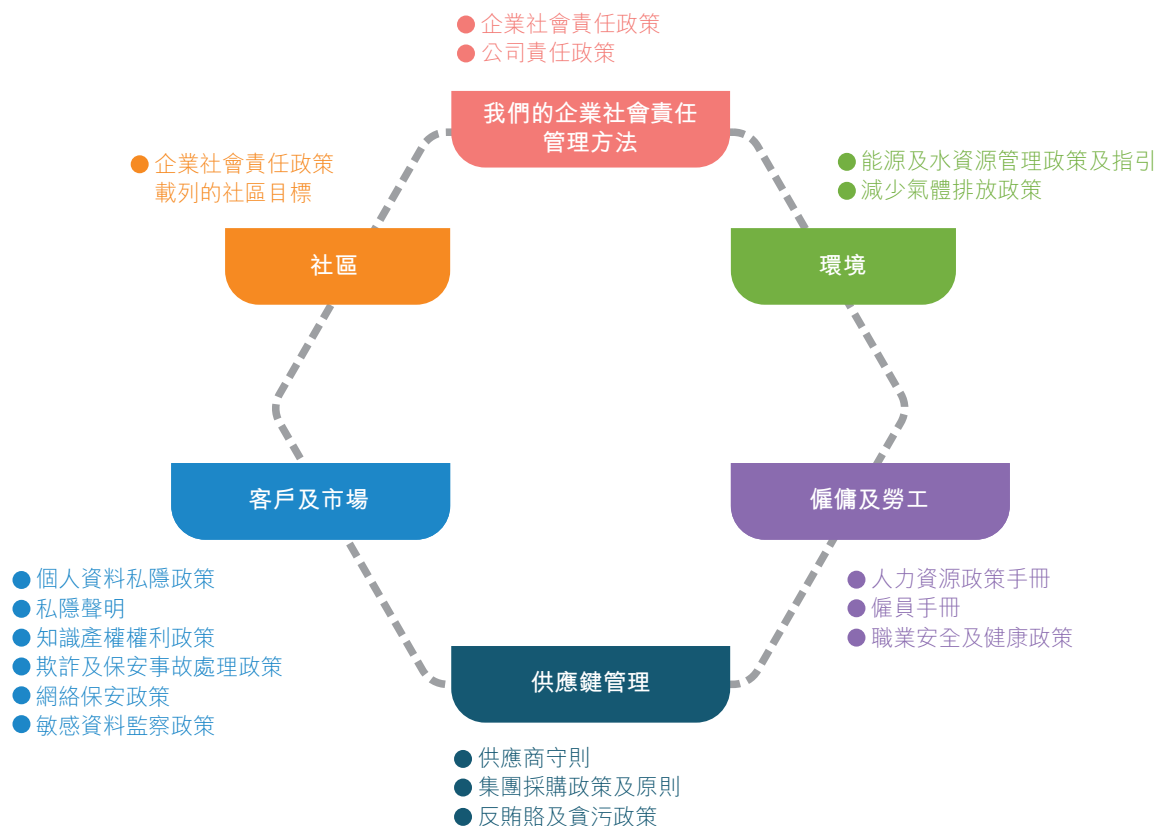 企業社會責任政策
公司責任政策
我們的企業社會責任
管理方法
企業社會責任政策
載列的社區目標
能源及水資源管理政策及指引
減少氣體排放政策
社區
環境
客戶及市場
僱傭及勞工
個人資料私隱政策
私隱聲明
知識產權權利政策
欺詐及保安事故處理政策
網絡保安政策
敏感資料監察政策
人力資源政策手冊
僱員手冊
職業安全及健康政策
供應鍵管理
供應商守則
集團採購政策及原則
反賄賂及貪污政策